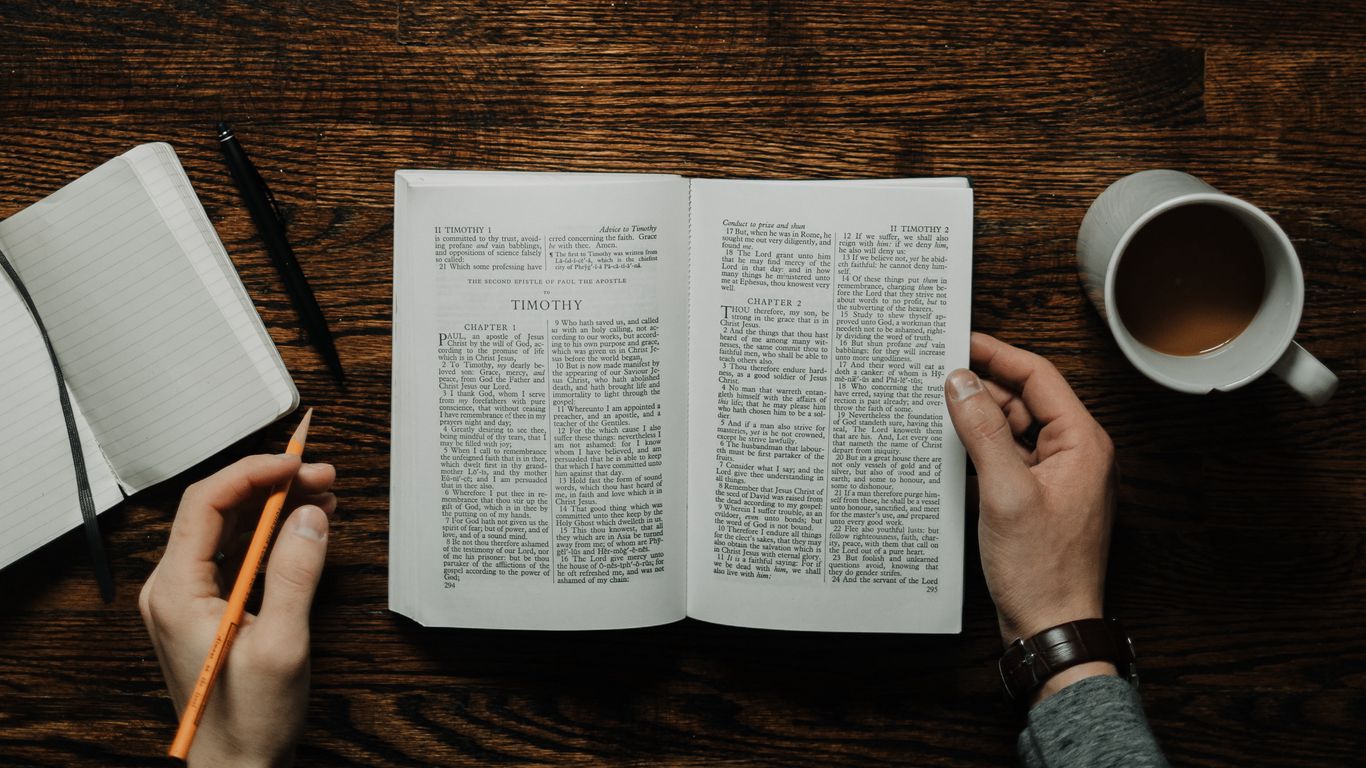 II TIMOTHY 1
is committed to thy trust, avoid-
ing profane and vain babblings,
and oppositions of science falsely
so called:
21 Which some professing have
Advice to Timothy
erred concerning the faith. Grace
be with thee. Amen.
¶ The first to Timothy was written from
Lā-ŏd-i-çē'-ȧ, which is the chiefest
city of Phrўġ'-i-ȧ Pā-cā-ti-ā'-nȧ.
THE SECOND EPISTLE OF PAUL THE APOSTLE
TO
TIMOTHY
CHAPTER 1
PAUL, an apostle of Jesus
Christ by the will of God, ac-
cording to the promise of life
which is in Christ Jesus,
2 To Timothy, my dearly be-
loved son: Grace, mercy, and
peace, from God the Father and
Christ Jesus our Lord.
3 I thank God, whom I serve
from my forefathers with pure
conscience, that without ceasing
I have remembrance of thee in my
prayers night and day;
4 Greatly desiring to see thee,
being mindful of thy tears, that I
may be filled with joy;
5 When I call to remembrance
the unfeigned faith that is in thee,
which dwelt first in thy grand-
mother Lō'-is, and thy mother
Eū-nī'-çē; and I am persuaded
that in thee also.
6 Wherefore I put thee in re-
membrance that thou stir up the
gift of God, which is in thee by
the putting on of my hands.
7 For God hath not given us the
spirit of fear; but of power, and of
love, and of a sound mind.
8 Be not thou therefore ashamed
of the testimony of our Lord, nor
of me his prisoner: but be thou
partaker of the afflictions of the
gospel according to the power of
God;
294
9 Who hath saved us, and called
us with an holy calling, not ac-
cording to our works, but accord-
ing to his own purpose and grace,
which was given us in Christ Je-
sus before the world began,
10 But is now made manifest by
the appearing of our Saviour Je-
sus Christ, who hath abolished
death, and hath brought life and
immortality to light through the
gospel:
11 Whereunto I am appointed a
preacher, and an apostle, and a
teacher of the Gentiles.
12 For the which cause I also
suffer these things: nevertheless I
am not ashamed: for I know
whom I have believed, and am
persuaded that he is able to keep
that which I have committed unto
him against that day.
13 Hold fast the form of sound
words, which thou hast heard of
me, in faith and love which is in
Christ Jesus.
14 That good thing which was
committed unto thee keep by the
Holy Ghost which dwelleth in us.
15 This thou knowest, that all
they which are in Asia be turned
away from me; of whom are Phȳ-
ġĕl'-lŭs and Hĕr-mŏġ'-ĕ-nēs.
16 The Lord give mercy unto
the house of Ŏ-nĕs-ĭph'-ŏ-rŭs; for
he oft refreshed me, and was not
ashamed of my chain:
Conduct to prize and shun
17 But, when he was in Rome, he
sought me out very diligently, and
found me.
18 The Lord grant unto him
that he may find mercy of the
Lord in that day: and in how
many things he ministered unto
me at Ephesus, thou knowest very
well.
CHAPTER 2
THOU therefore, my son, be
strong in the grace that is in
Christ Jesus.
2 And the things that thou hast
heard of me among many wit-
nesses, the same commit thou to
faithful men, who shall be able to
teach others also.
3 Thou therefore endure hard-
ness, as a good soldier of Jesus
Christ.
4 No man that warreth entan-
gleth himself with the affairs of
this life; that he may please him
who hath chosen him to be a sol-
dier.
5 And if a man also strive for
masteries, yet is he not crowned,
except he strive lawfully.
6 The husbandman that labour-
eth must be first partaker of the
fruits.
7 Consider what I say; and the
Lord give thee understanding in
all things.
8 Remember that Jesus Christ of
the seed of David was raised from
the dead according to my gospel:
9 Wherein I suffer trouble, as an
evildoer, even unto bonds; but
the word of God is not bound.
10 Therefore I endure all things
for the elect's sakes, that they may
also obtain the salvation which is
in Christ Jesus with eternal glory.
11 It is a faithful saying: For if
we be dead with him, we shall
also live with him:
II TIMOTHY 2
12 If we suffer, we shall also
reign with him: if we deny him,
he also will deny us:
13 If we believe not, yet he abid-
eth faithful: he cannot deny him-
self.
14 Of these things put them in
remembrance, charging them be-
fore the Lord that they strive not
about words to no profit, but to
the subverting of the hearers.
15 Study to shew thyself ap-
proved unto God, a workman that
needeth not to be ashamed, right-
ly dividing the word of truth.
16 But shun profane and vain
babblings: for they will increase
unto more ungodliness.
17 And their word will eat as
doth a canker: of whom is Hȳ-
mĕ-næ̂'-ŭs and Phī-lē'-tŭs;
18 Who concerning the truth
have erred, saying that the resur-
rection is past already; and over-
throw the faith of some.
19 Nevertheless the foundation
of God standeth sure, having this
seal, The Lord knoweth them
that are his. And, Let every one
that nameth the name of Christ
depart from iniquity.
20 But in a great house there are
not only vessels of gold and of
silver, but also of wood and of
earth; and some to honour, and
some to dishonour.
21 If a man therefore purge him-
self from these, he shall be a vessel
unto honour, sanctified, and meet
for the master's use, and prepared
unto every good work.
22 Flee also youthful lusts: but
follow righteousness, faith, char-
ity, peace, with them that call on
the Lord out of a pure heart.
23 But foolish and unlearned
questions avoid, knowing that
they do gender strifes.
24 And the servant of the Lord
295